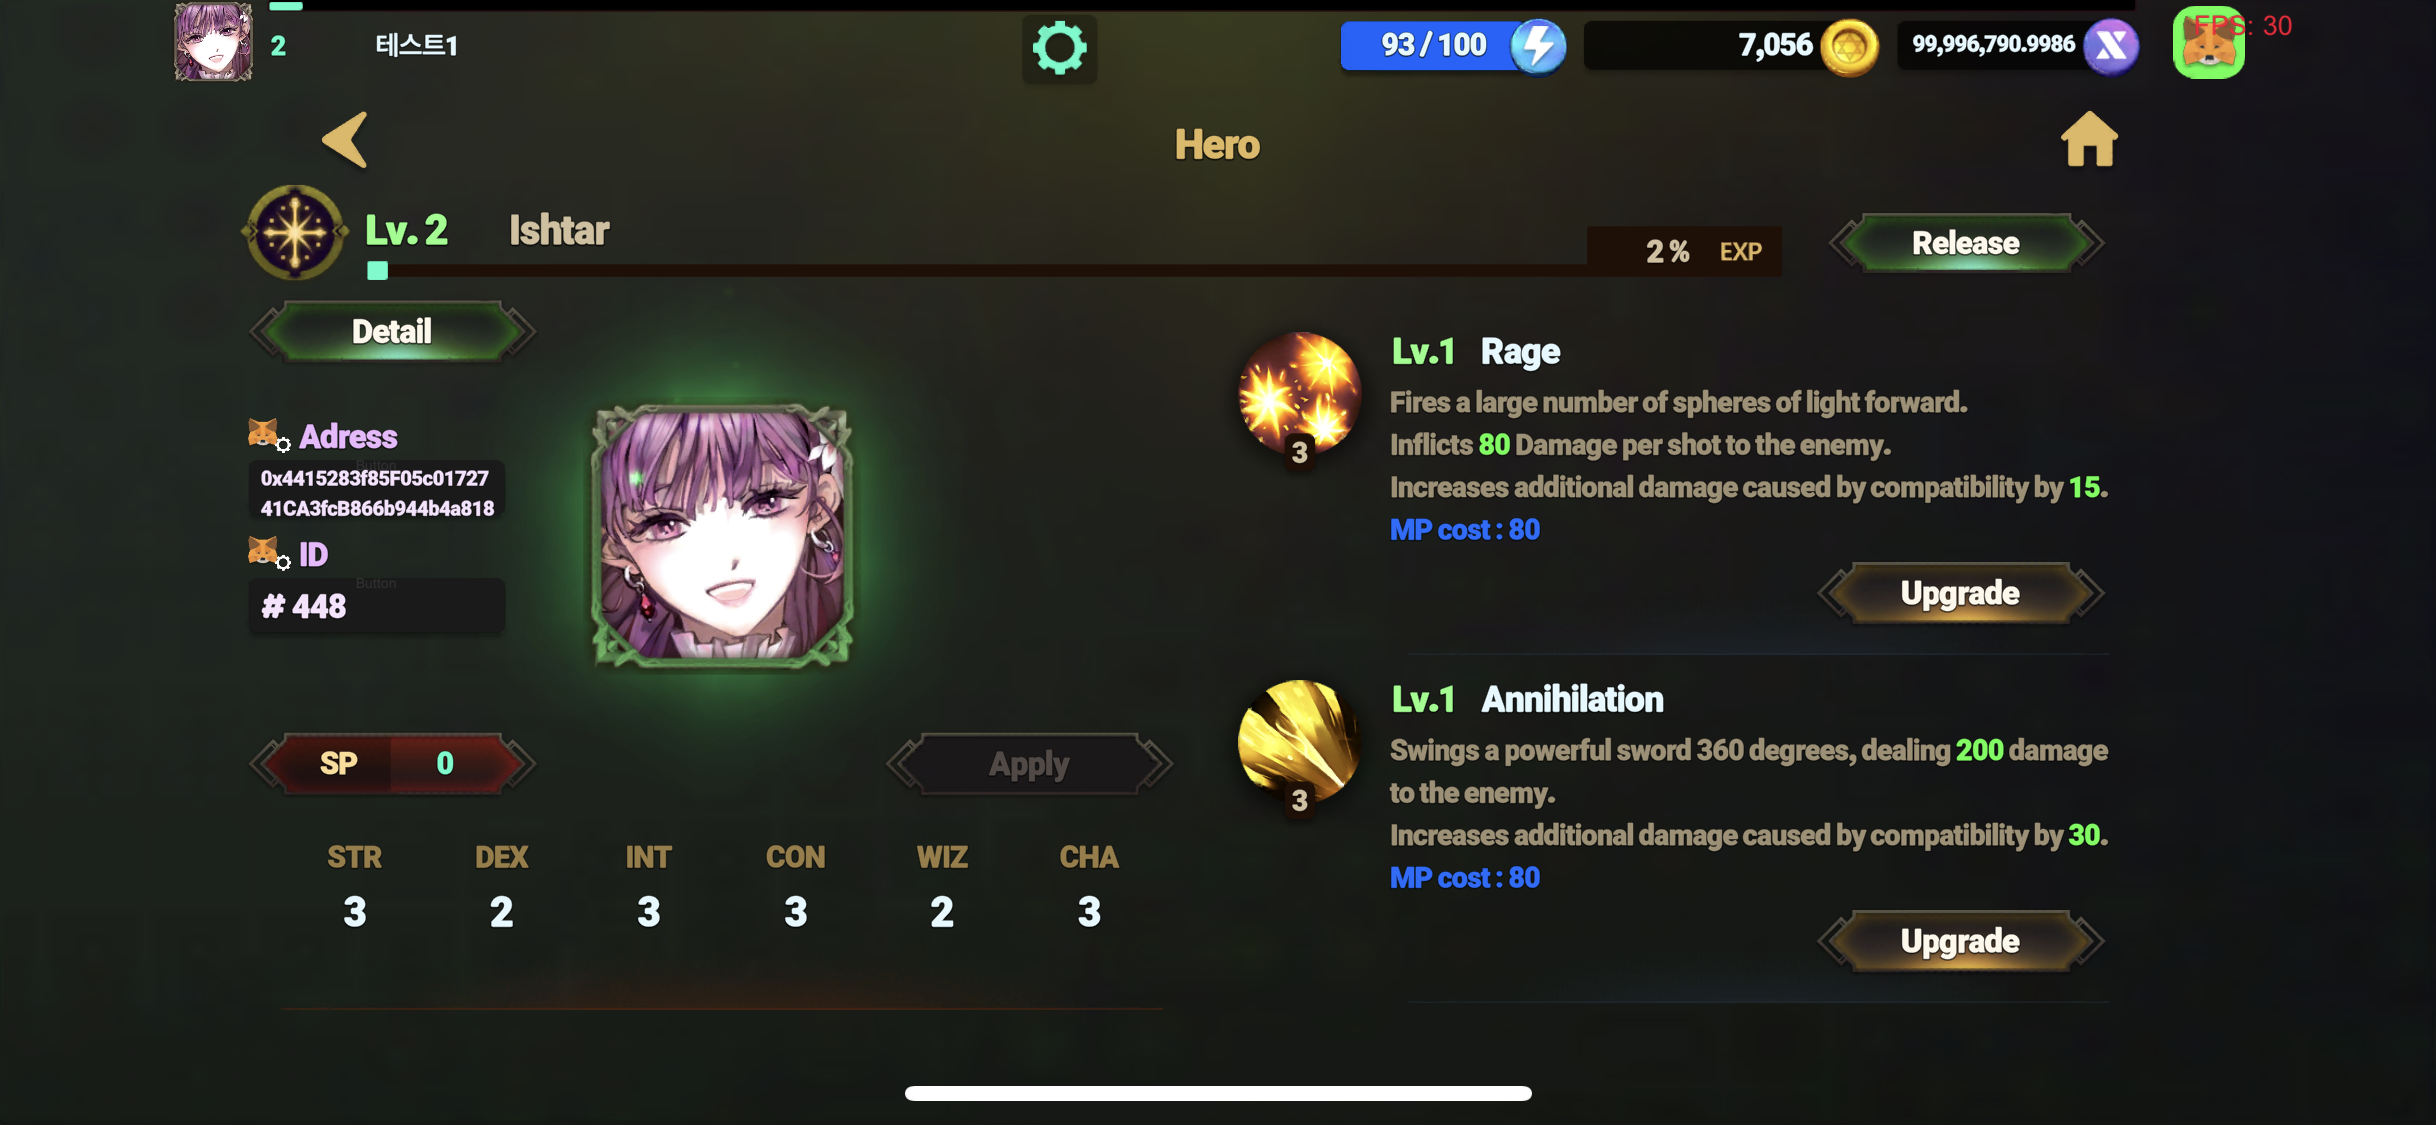 2
테스트1
93 / 100
7,056
99,996,790.9986
FPS: 30
Hero
Lv. 2 Ishtar
2 % EXP
Release
Detail
Adress
Button
0x4415283f85F05c01727
41CA3fcB866b944b4a818
ID
Button
# 448
SP 0
Apply
STR DEX INT CON WIZ CHA
3 2 3 3 2 3
Lv.1 Rage
Fires a large number of spheres of light forward.
Inflicts 80 Damage per shot to the enemy.
Increases additional damage caused by compatibility by 15.
MP cost : 80
3
Upgrade
Lv.1 Annihilation
Swings a powerful sword 360 degrees, dealing 200 damage
to the enemy.
Increases additional damage caused by compatibility by 30.
MP cost : 80
3
Upgrade